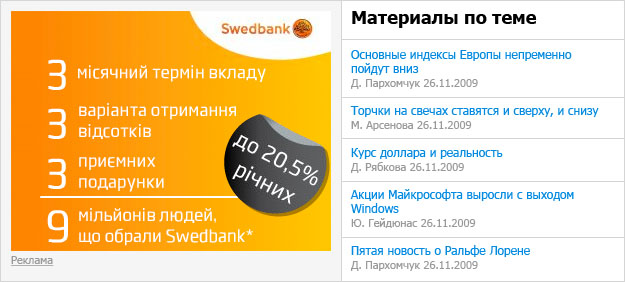 Swedbank
3 місячний термін вкладу
3 варіанта отримання
відсотків
3 приємних
подарунки
до 20,5%
річних
9 мільйонів людей,
що обрали Swedbank*
Реклама
Материалы по теме
Основные индексы Европы непременно
пойдут вниз
Д. Пархомчук 26.11.2009
Торчки на свечах ставятся и сверху, и снизу
М. Арсенова 26.11.2009
Курс доллара и реальность
Д. Рябкова 26.11.2009
Акции Майкрософта выросли с выходом
Windows
Ю. Гейдюнас 26.11.2009
Пятая новость о Ральфе Лорене
Д. Пархомчук 26.11.2009